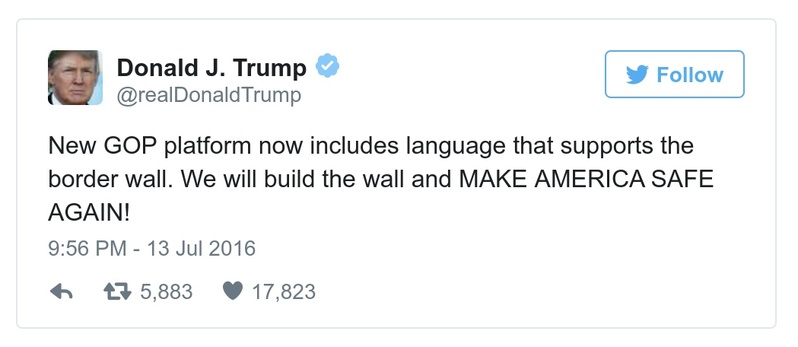 Donald J. Trump
@realDonaldTrump
Follow
New GOP platform now includes language that supports the
border wall. We will build the wall and MAKE AMERICA SAFE
AGAIN!
9:56 PM - 13 Jul 2016
5,883 17,823